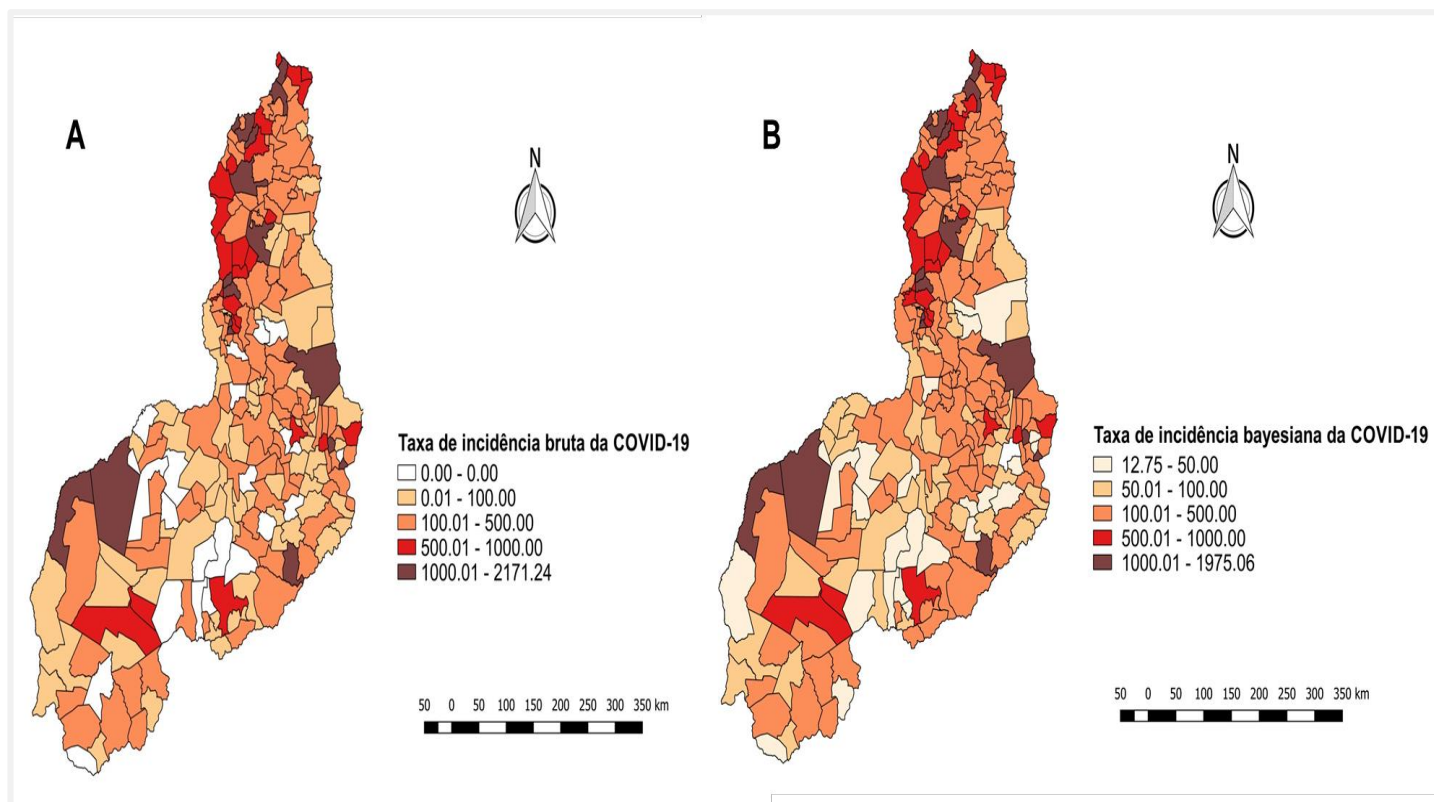 A
N
Taxa de incidência bruta da COVID-19
0.00 - 0.00
0.01 - 100.00
100.01 - 500.00
500.01 - 1000.00
1000.01 - 2171.24
50 0 50 100 150 200 250 300 350 km
B
N
Taxa de incidência bayesiana da COVID-19
12.75 - 50.00
50.01 - 100.00
100.01 - 500.00
500.01 - 1000.00
1000.01 - 1975.06
50 0 50 100 150 200 250 300 350 km